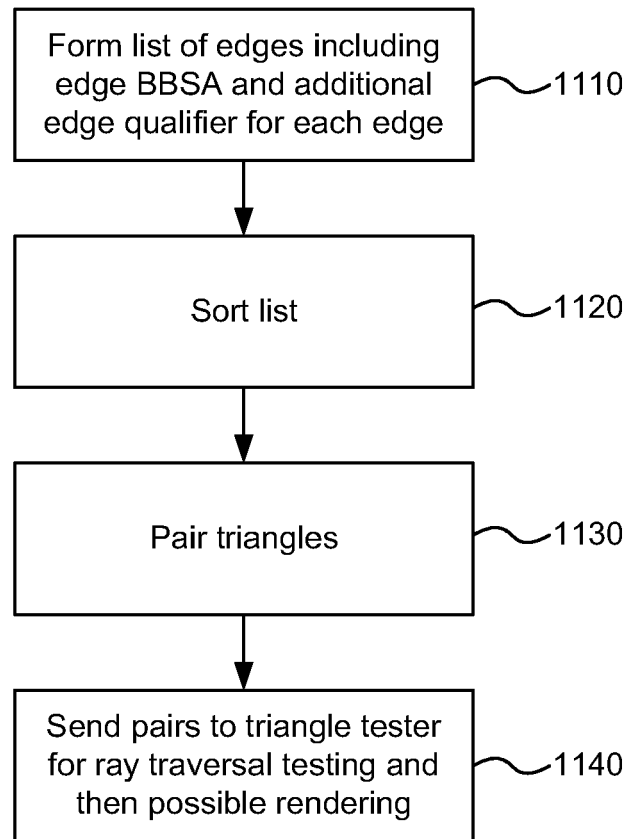 Form list of edges including
edge BBSA and additional
edge qualifier for each edge
1110
Sort list
1120
Pair triangles
1130
Send pairs to triangle tester
for ray traversal testing and
then possible rendering
1140